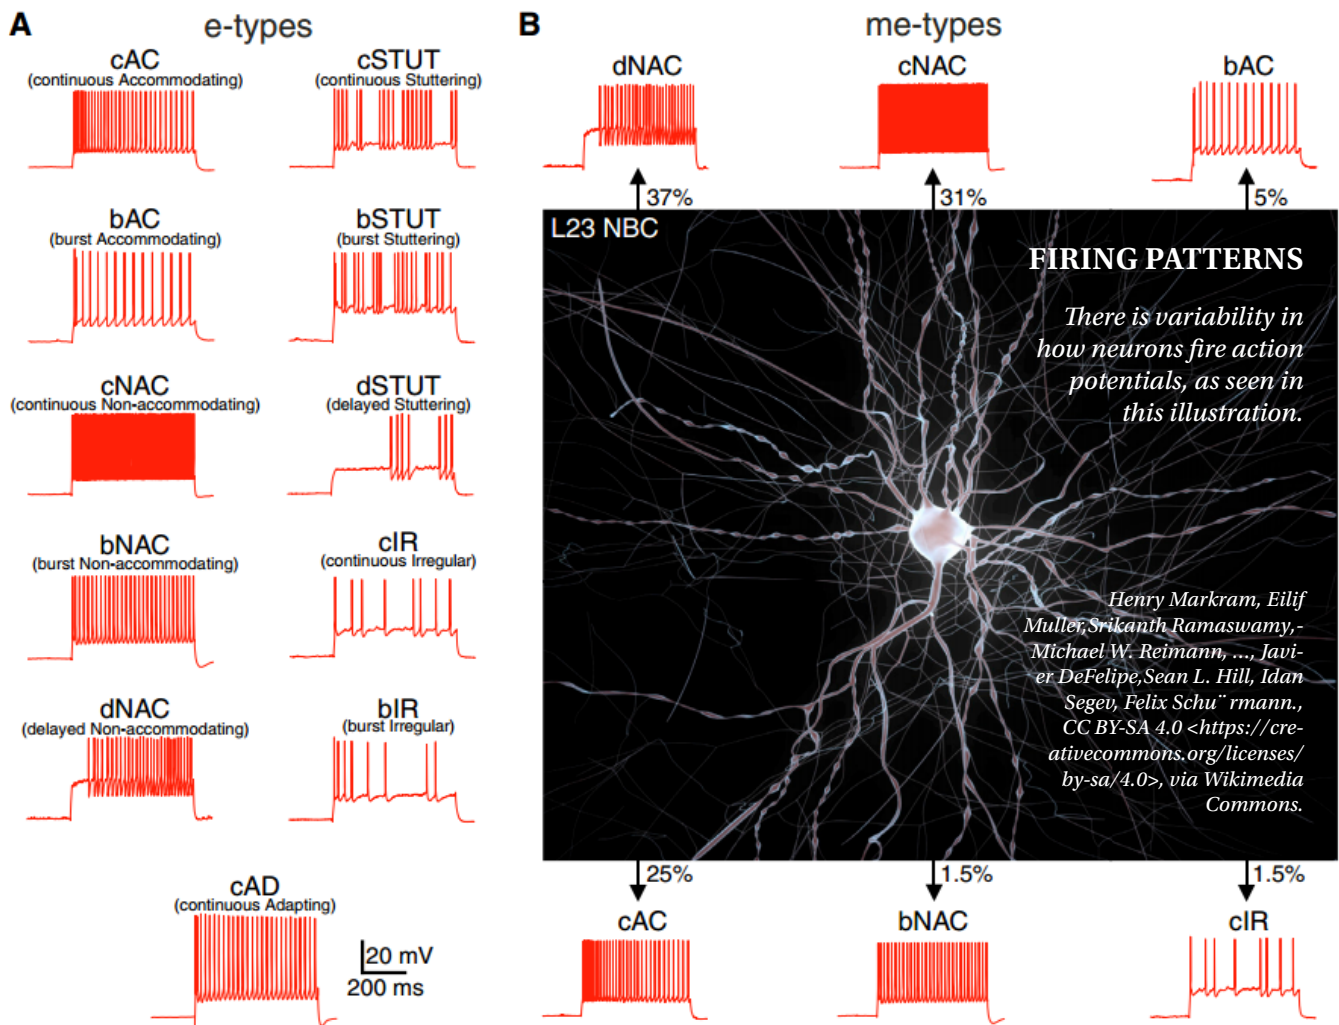 A
e-types
cAC
(continuous Accommodating)
cSTUT
(continuous Stuttering)
bAC
(burst Accommodating)
bSTUT
(burst Stuttering)
cNAC
(continuous Non-accommodating)
dSTUT
(delayed Stuttering)
bNAC
(burst Non-accommodating)
cIR
(continuous Irregular)
dNAC
(delayed Non-accommodating)
bIR
(burst Irregular)
cAD
(continuous Adapting)
20 mV
200 ms
B
me-types
dNAC
cNAC
bAC
37%
31%
5%
L23 NBC
FIRING PATTERNS
There is variability in
how neurons fire action
potentials, as seen in
this illustration.
Henry Markram, Eilif
Muller,Srikanth Ramaswamy,-
Michael W. Reimann, ..., Javi-
er DeFelipe,Sean L. Hill, Idan
Segev, Felix Schu¨ rmann.,
CC BY-SA 4.0 <https://cre-
ativecommons.org/licenses/
by-sa/4.0>, via Wikimedia
Commons.
25%
1.5%
1.5%
cAC
bNAC
cIR